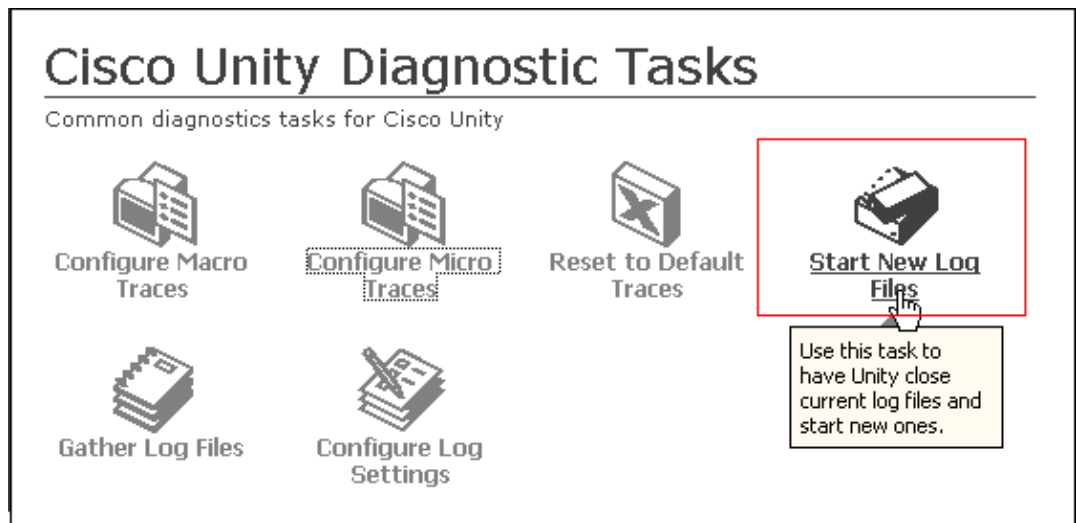 Cisco Unity Diagnostic Tasks
Common diagnostics tasks for Cisco Unity
Configure Macro
Traces
Configure Micro
Traces
Reset to Default
Traces
Start New Log
Files
Use this task to
have Unity close
current log files and
start new ones.
Gather Log Files
Configure Log
Settings